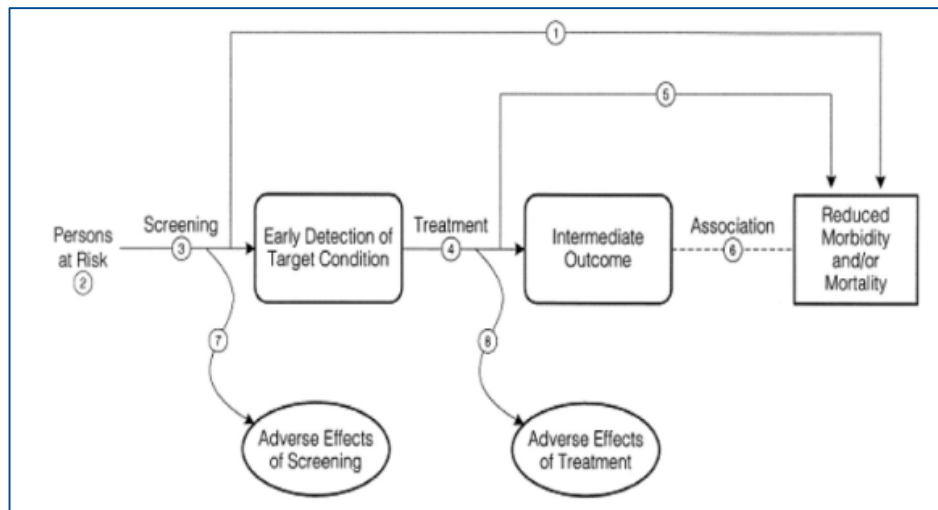 1
5
Screening
3
Persons
at Risk
2
Early Detection of
Target Condition
Treatment
4
Intermediate
Outcome
Association
6
Reduced
Morbidity
and/or
Mortality
7
8
Adverse Effects
of Screening
Adverse Effects
of Treatment